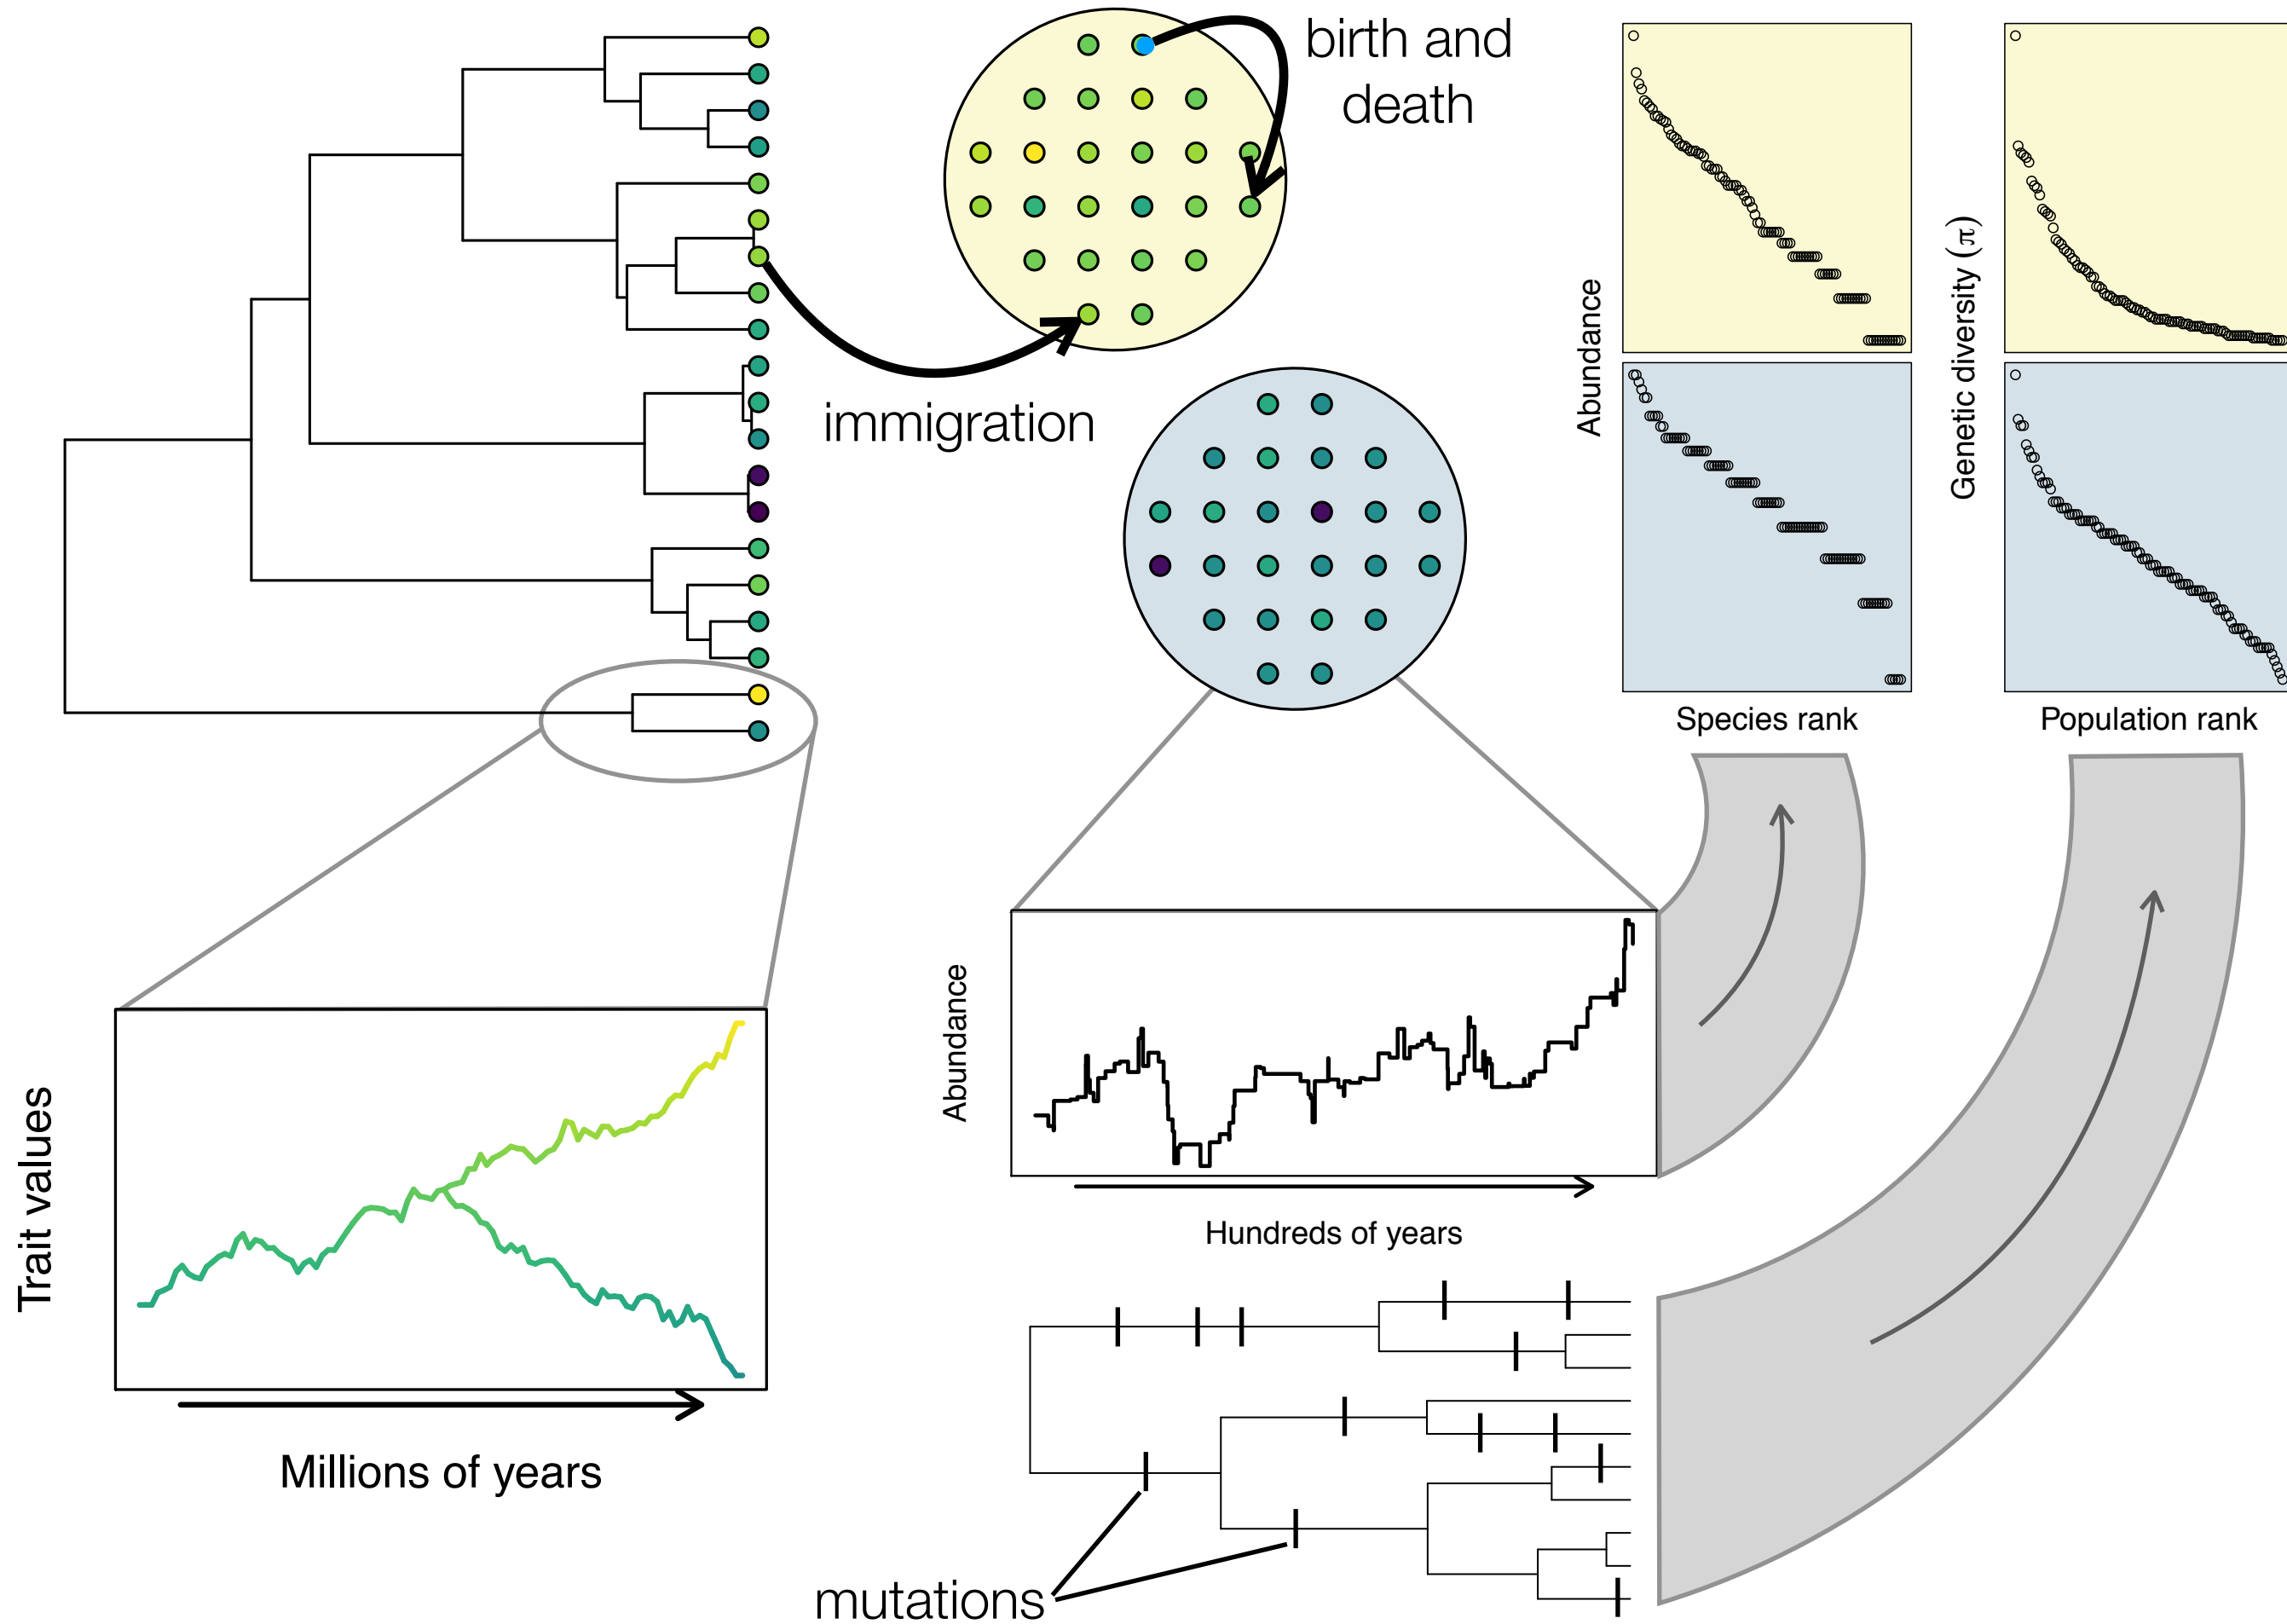 birth and
death
immigration
Abundance
Genetic diversity (π)
Species rank
Population rank
Trait values
Millions of years
Abundance
Hundreds of years
mutations